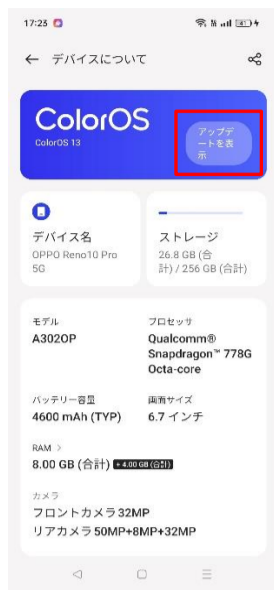 17:23
デバイスについて
ColorOS
ColorOS 13
アップデ
ートを表
示
デバイス名
OPPO Reno10 Pro
5G
ストレージ
26.8 GB (合
計) / 256 GB (合計)
モデル
A302OP
プロセッサ
Qualcomm®
Snapdragon™ 778G
Octa-core
バッテリー容量
4600 mAh (TYP)
画面サイズ
6.7 インチ
RAM >
8.00 GB (合計) + 4.00 GB (合計)
カメラ
フロントカメラ 32MP
リアカメラ 50MP+8MP+32MP